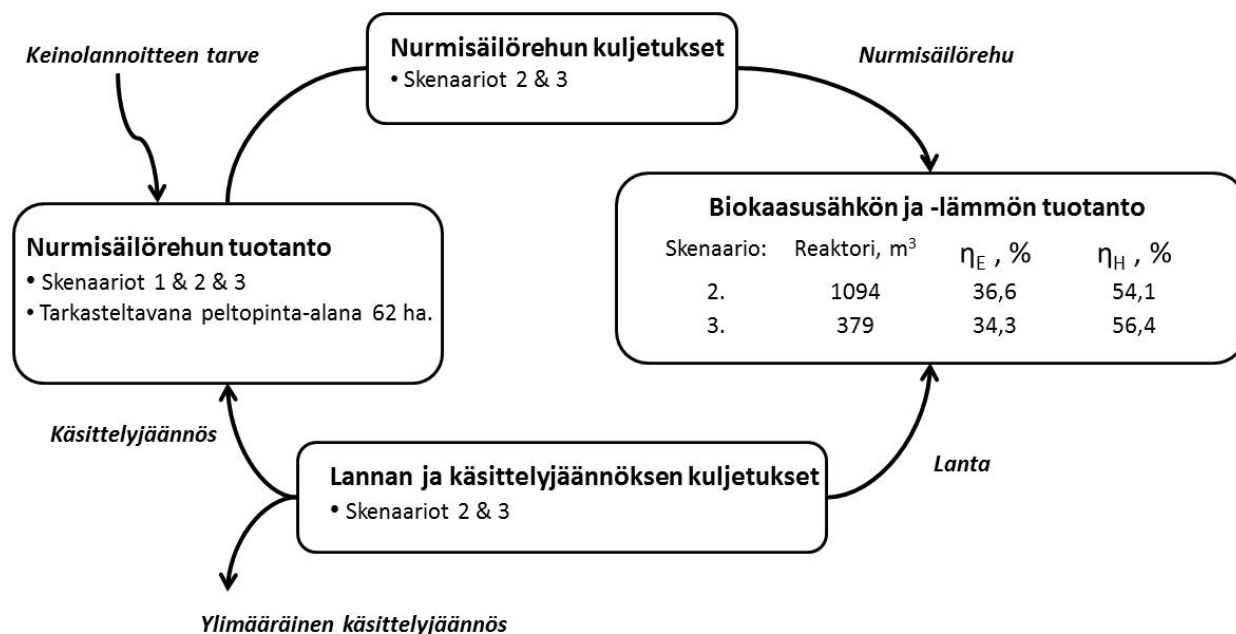 Keinolannoitteen tarve
Nurmisäilörehun kuljetukset
• Skenaariot 2 & 3
Nurmisäilörehu
Nurmisäilörehun tuotanto
• Skenaariot 1 & 2 & 3
• Tarkasteltavana peltopinta-alana 62 ha.
Biokaasusähkön ja -lämmön tuotanto
Skenaario: Reaktori, m³ η_E , % η_H , %
2. 1094 36,6 54,1
3. 379 34,3 56,4
Käsittelyjäännös
Lannan ja käsittelyjäännöksen kuljetukset
• Skenaariot 2 & 3
Lanta
Ylimääräinen käsittelyjäännös